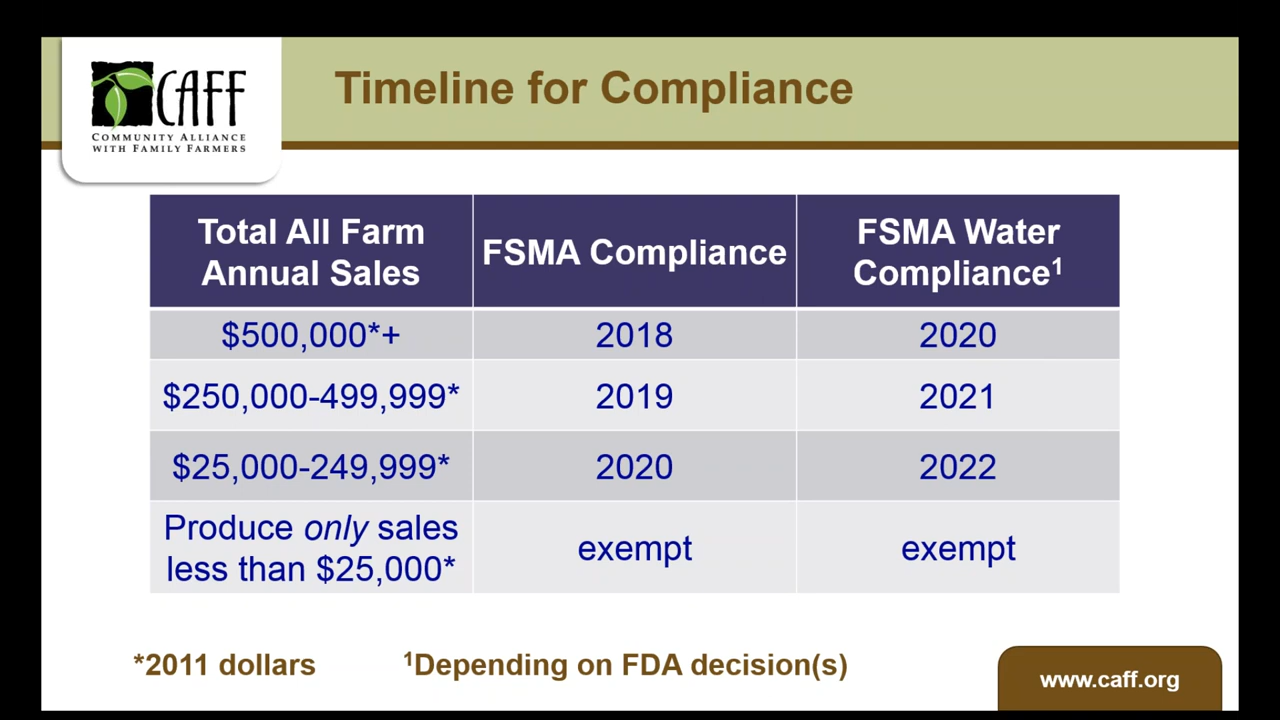 CAFF
COMMUNITY ALLIANCE
WITH FAMILY FARMERS
Timeline for Compliance
Total All Farm
Annual Sales
FSMA Compliance
FSMA Water
Compliance¹
$500,000*+
2018
2020
$250,000-499,999*
2019
2021
$25,000-249,999*
2020
2022
Produce only sales
less than $25,000*
exempt
exempt
*2011 dollars
¹Depending on FDA decision(s)
www.caff.org